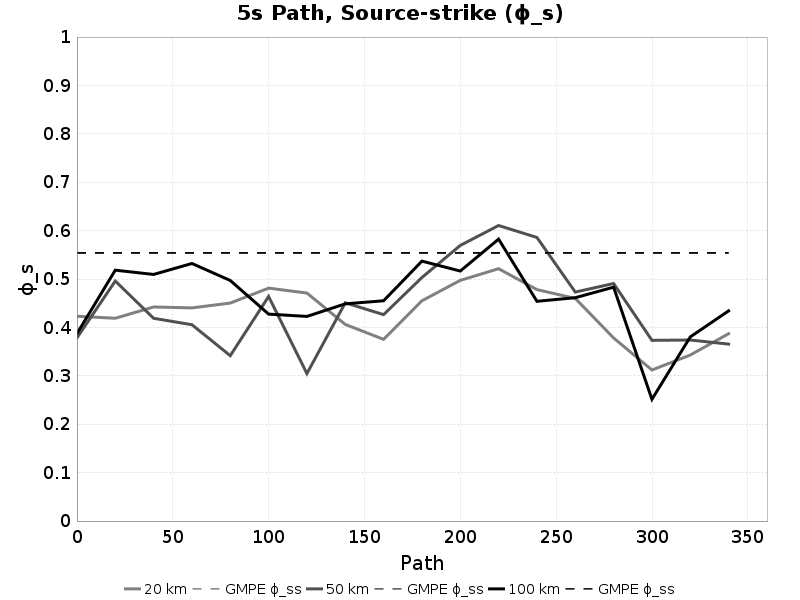 5s Path, Source-strike (ϕ_s)
1
0.9
0.8
0.7
0.6
0.5
0.4
0.3
0.2
0.1
0
ϕ_s
0 50 100 150 200 250 300 350
Path
20 km GMPE ϕ_ss 50 km GMPE ϕ_ss 100 km GMPE ϕ_ss